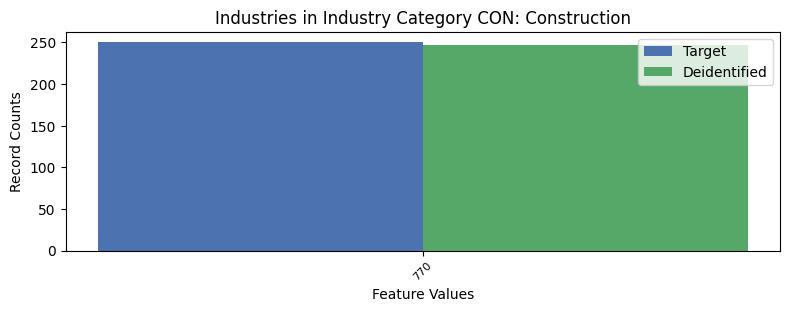 Industries in Industry Category CON: Construction
Record Counts
250
200
150
100
50
0
Target
Deidentified
770
Feature Values